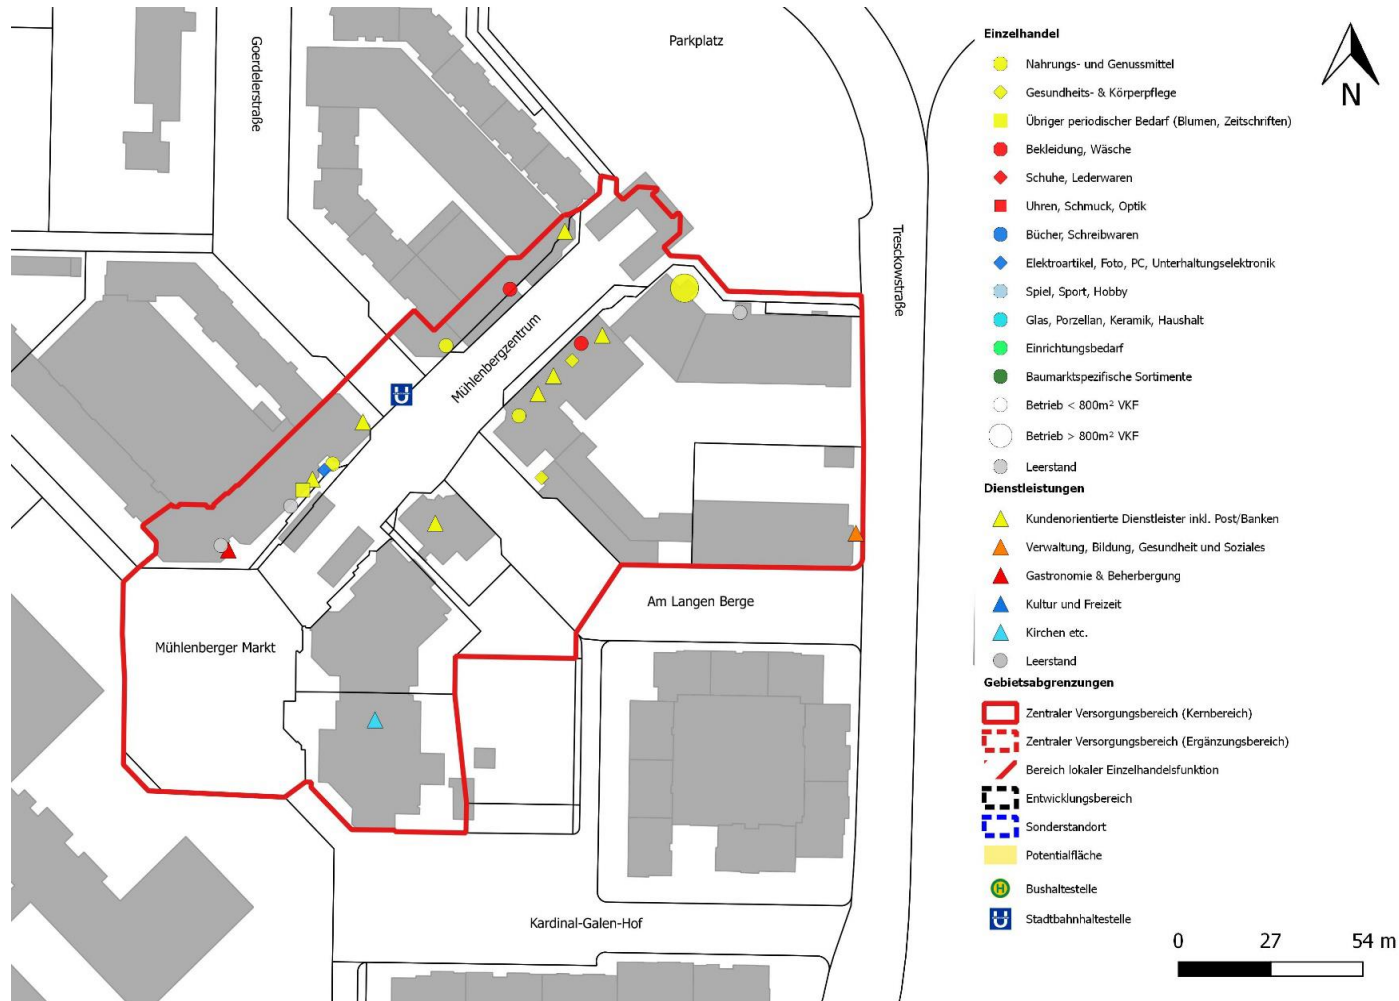 Parkplatz
Goerdelerstraße
Tresckowstraße
Mühlenbergzentrum
Am Langen Berge
Mühlenberger Markt
Kardinal-Galen-Hof
Einzelhandel
Nahrungs- und Genussmittel
Gesundheits- & Körperpflege
Übriger periodischer Bedarf (Blumen, Zeitschriften)
Bekleidung, Wäsche
Schuhe, Lederwaren
Uhren, Schmuck, Optik
Bücher, Schreibwaren
Elektroartikel, Foto, PC, Unterhaltungselektronik
Spiel, Sport, Hobby
Glas, Porzellan, Keramik, Haushalt
Einrichtungsbedarf
Baumarktspezifische Sortimente
Betrieb < 800m² VKF
Betrieb > 800m² VKF
Leerstand
Dienstleistungen
Kundenorientierte Dienstleister inkl. Post/Banken
Verwaltung, Bildung, Gesundheit und Soziales
Gastronomie & Beherbergung
Kultur und Freizeit
Kirchen etc.
Leerstand
Gebietsabgrenzungen
Zentraler Versorgungsbereich (Kernbereich)
Zentraler Versorgungsbereich (Ergänzungsbereich)
Bereich lokaler Einzelhandelsfunktion
Entwicklungsbereich
Sonderstandort
Potentialfläche
H Bushaltestelle
U Stadtbahnhaltestelle
N
U
0 27 54 m